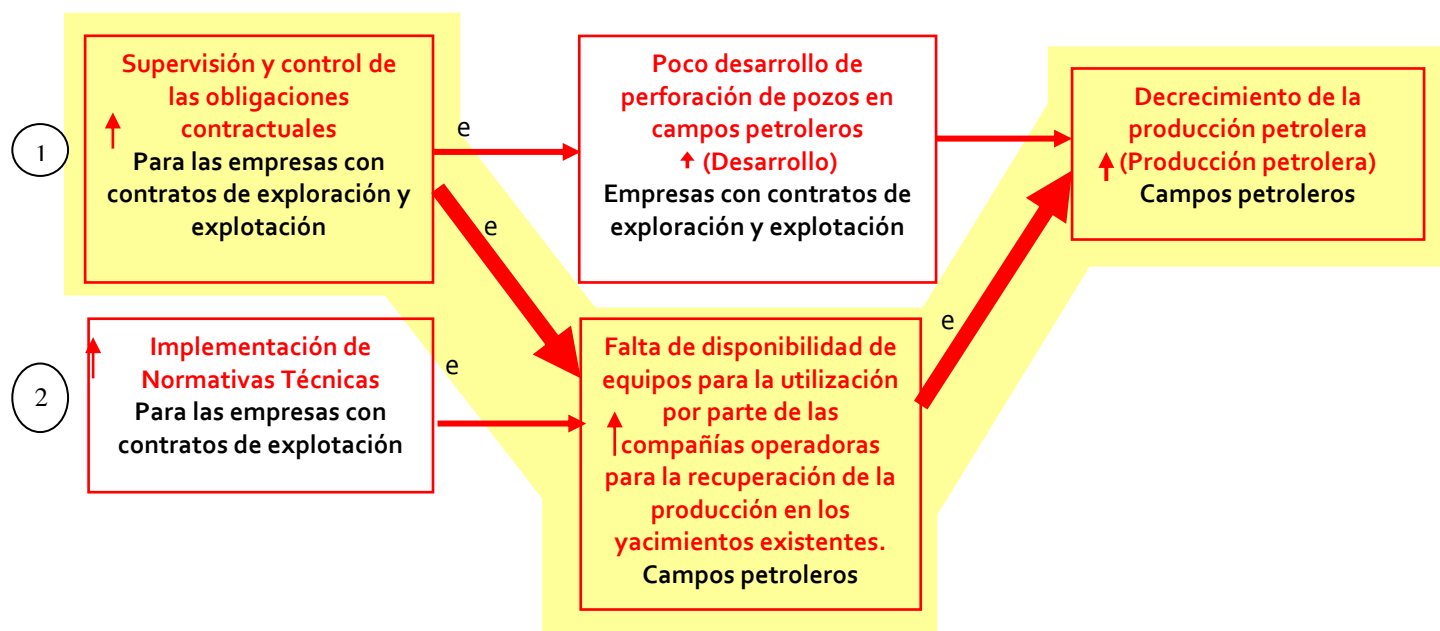 1
Supervisión y control de
las obligaciones
contractuales
Para las empresas con
contratos de exploración y
explotación
e
e
Poco desarrollo de
perforación de pozos en
campos petroleros
(Desarrollo)
Empresas con contratos de
exploración y explotación
Decrecimiento de la
producción petrolera
(Producción petrolera)
Campos petroleros
2
Implementación de
Normativas Técnicas
Para las empresas con
contratos de explotación
e
Falta de disponibilidad de
equipos para la utilización
por parte de las
compañías operadoras
para la recuperación de la
producción en los
yacimientos existentes.
Campos petroleros
e